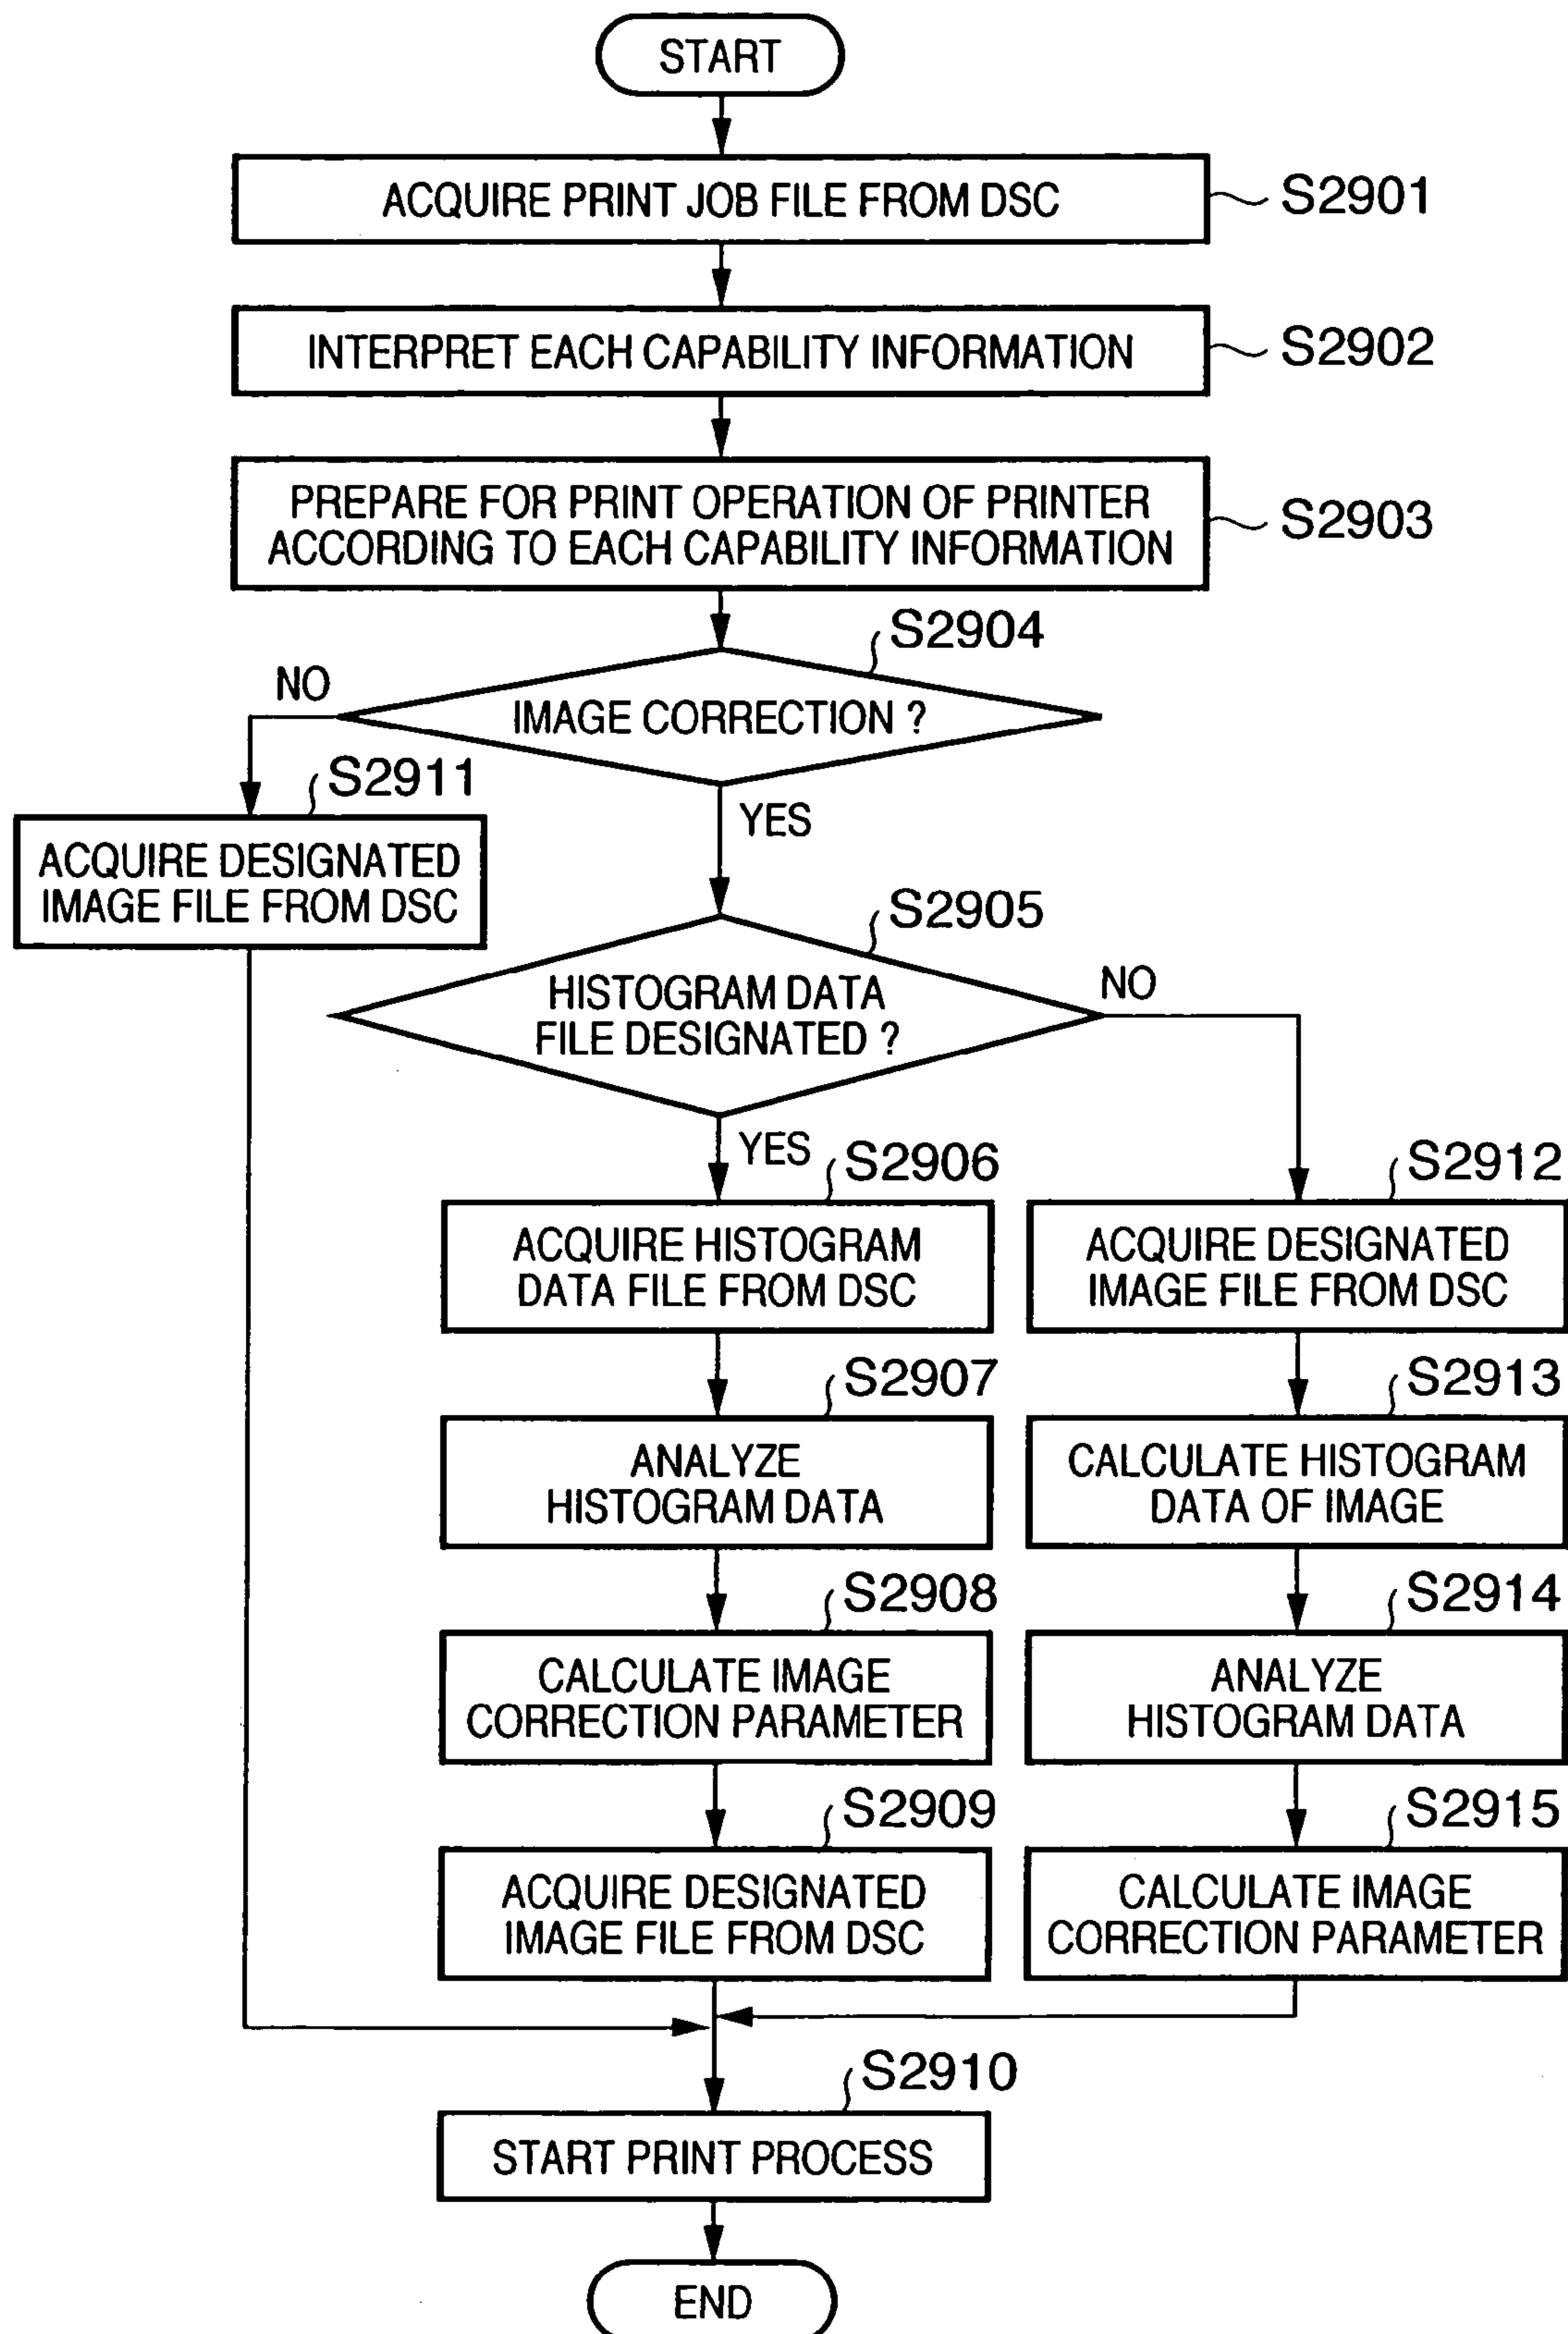 START
ACQUIRE PRINT JOB FILE FROM DSC
S2901
INTERPRET EACH CAPABILITY INFORMATION
S2902
PREPARE FOR PRINT OPERATION OF PRINTER
ACCORDING TO EACH CAPABILITY INFORMATION
S2903
S2904
NO
IMAGE CORRECTION ?
YES
S2911
ACQUIRE DESIGNATED
IMAGE FILE FROM DSC
S2905
HISTOGRAM DATA
FILE DESIGNATED ?
NO
YES
S2906
ACQUIRE HISTOGRAM
DATA FILE FROM DSC
S2907
ANALYZE
HISTOGRAM DATA
S2908
CALCULATE IMAGE
CORRECTION PARAMETER
S2909
ACQUIRE DESIGNATED
IMAGE FILE FROM DSC
S2912
ACQUIRE DESIGNATED
IMAGE FILE FROM DSC
S2913
CALCULATE HISTOGRAM
DATA OF IMAGE
S2914
ANALYZE
HISTOGRAM DATA
S2915
CALCULATE IMAGE
CORRECTION PARAMETER
S2910
START PRINT PROCESS
END